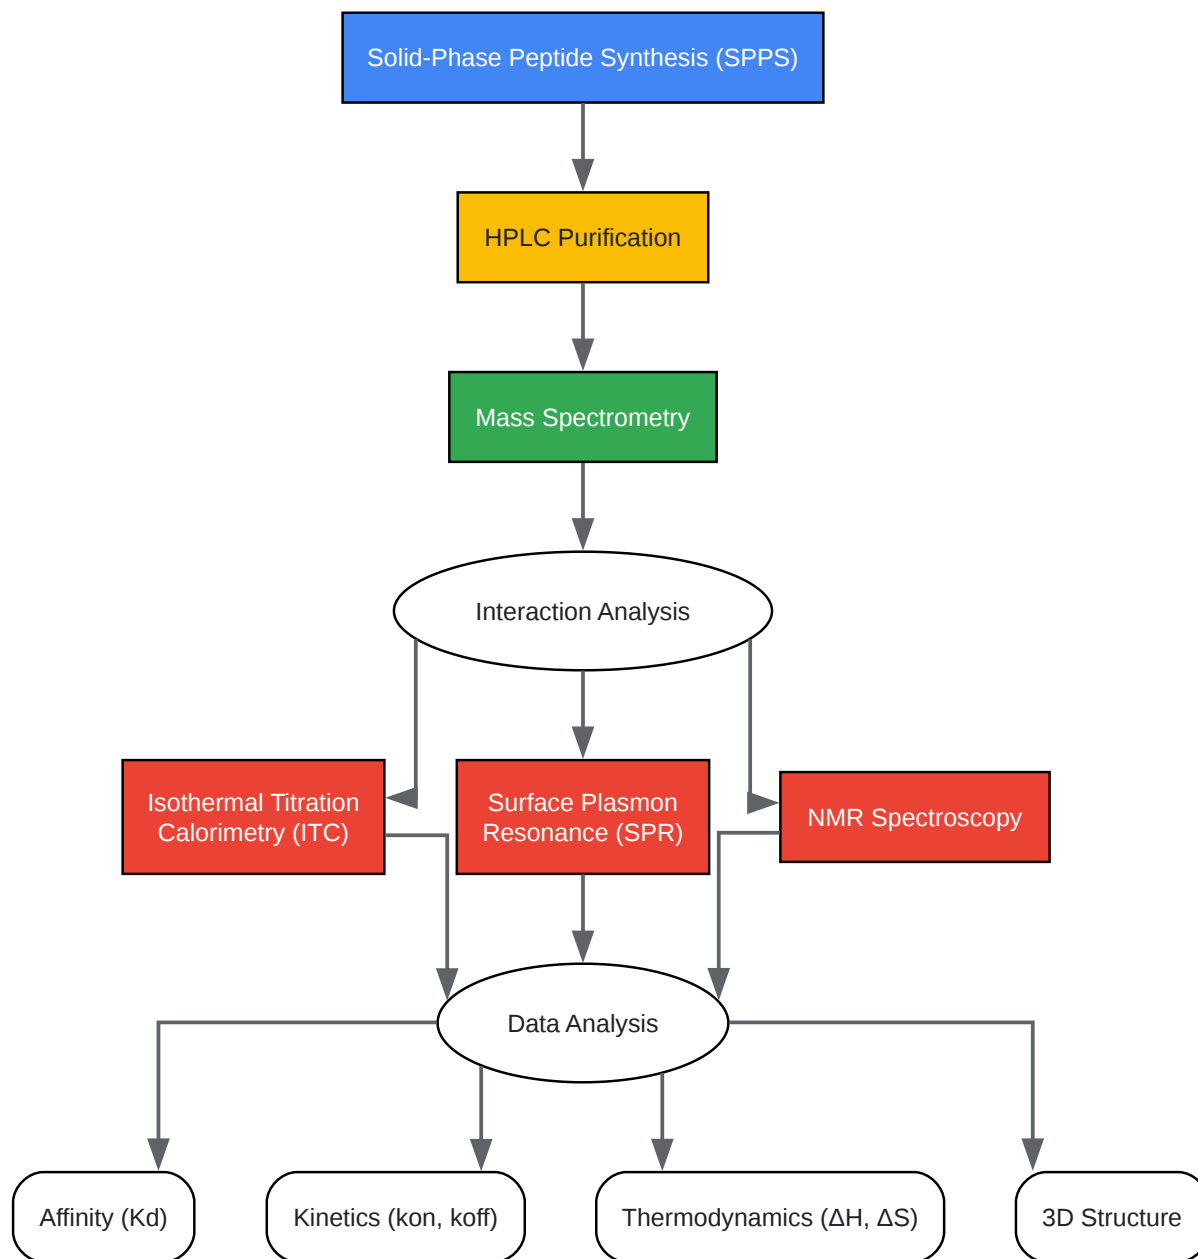 Solid-Phase Peptide Synthesis (SPPS)
HPLC Purification
Mass Spectrometry
Interaction Analysis
Isothermal Titration
Calorimetry (ITC)
Surface Plasmon
Resonance (SPR)
NMR Spectroscopy
Data Analysis
Affinity (Kd)
Kinetics (kon, koff)
Thermodynamics (ΔH, ΔS)
3D Structure